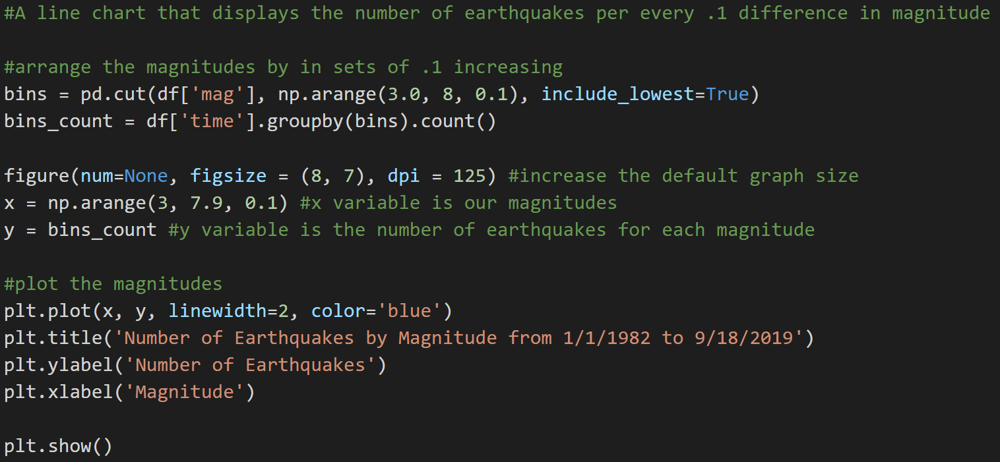 #A line chart that displays the number of earthquakes per every .1 difference in magnitude
#arrange the magnitudes by in sets of .1 increasing
bins = pd.cut(df['mag'], np.arange(3.0, 8, 0.1), include_lowest=True)
bins_count = df['time'].groupby(bins).count()
figure(num=None, figsize = (8, 7), dpi = 125) #increase the default graph size
x = np.arange(3, 7.9, 0.1) #x variable is our magnitudes
y = bins_count #y variable is the number of earthquakes for each magnitude
#plot the magnitudes
plt.plot(x, y, linewidth=2, color='blue')
plt.title('Number of Earthquakes by Magnitude from 1/1/1982 to 9/18/2019')
plt.ylabel('Number of Earthquakes')
plt.xlabel('Magnitude')
plt.show()